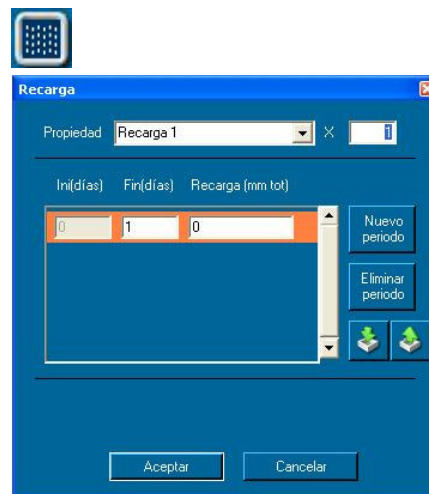 Recarga
Propiedad Recarga 1 X 1
Ini(días) Fin(días) Recarga (mm tot)
0 1 0
Nuevo
periodo
Eliminar
periodo
Aceptar Cancelar